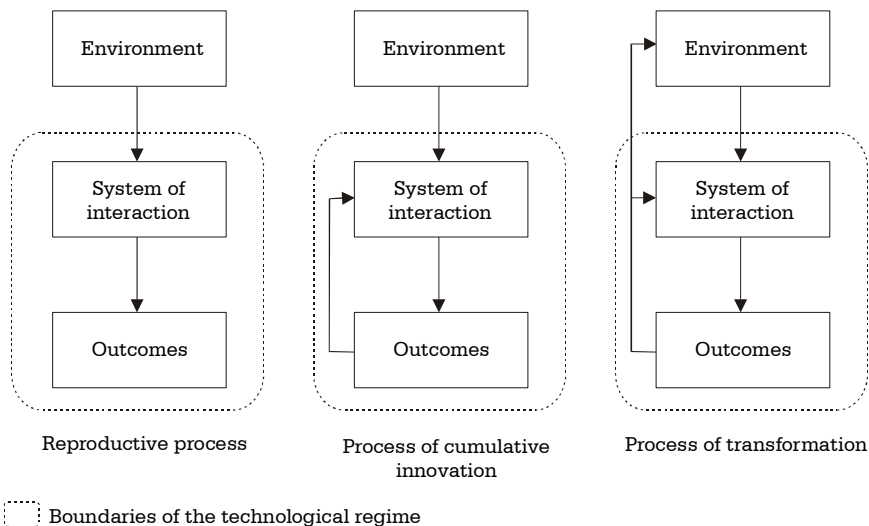 Environment
System of
interaction
Outcomes
Reproductive process
Environment
System of
interaction
Outcomes
Process of cumulative
innovation
Environment
System of
interaction
Outcomes
Process of transformation
Boundaries of the technological regime